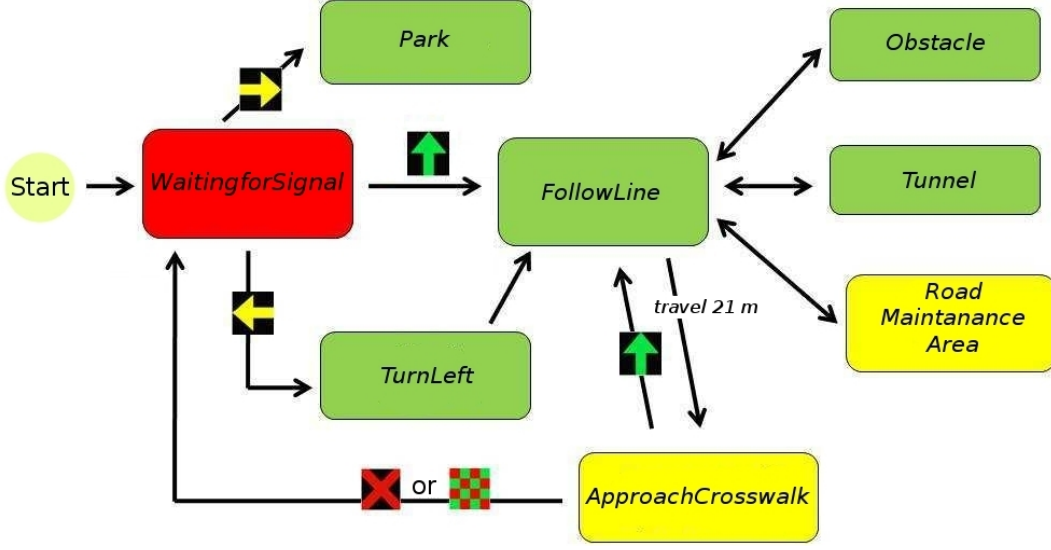 Park
Obstacle
Start
WaitingforSignal
FollowLine
Tunnel
travel 21 m
Road
Maintanance
Area
TurnLeft
or
ApproachCrosswalk